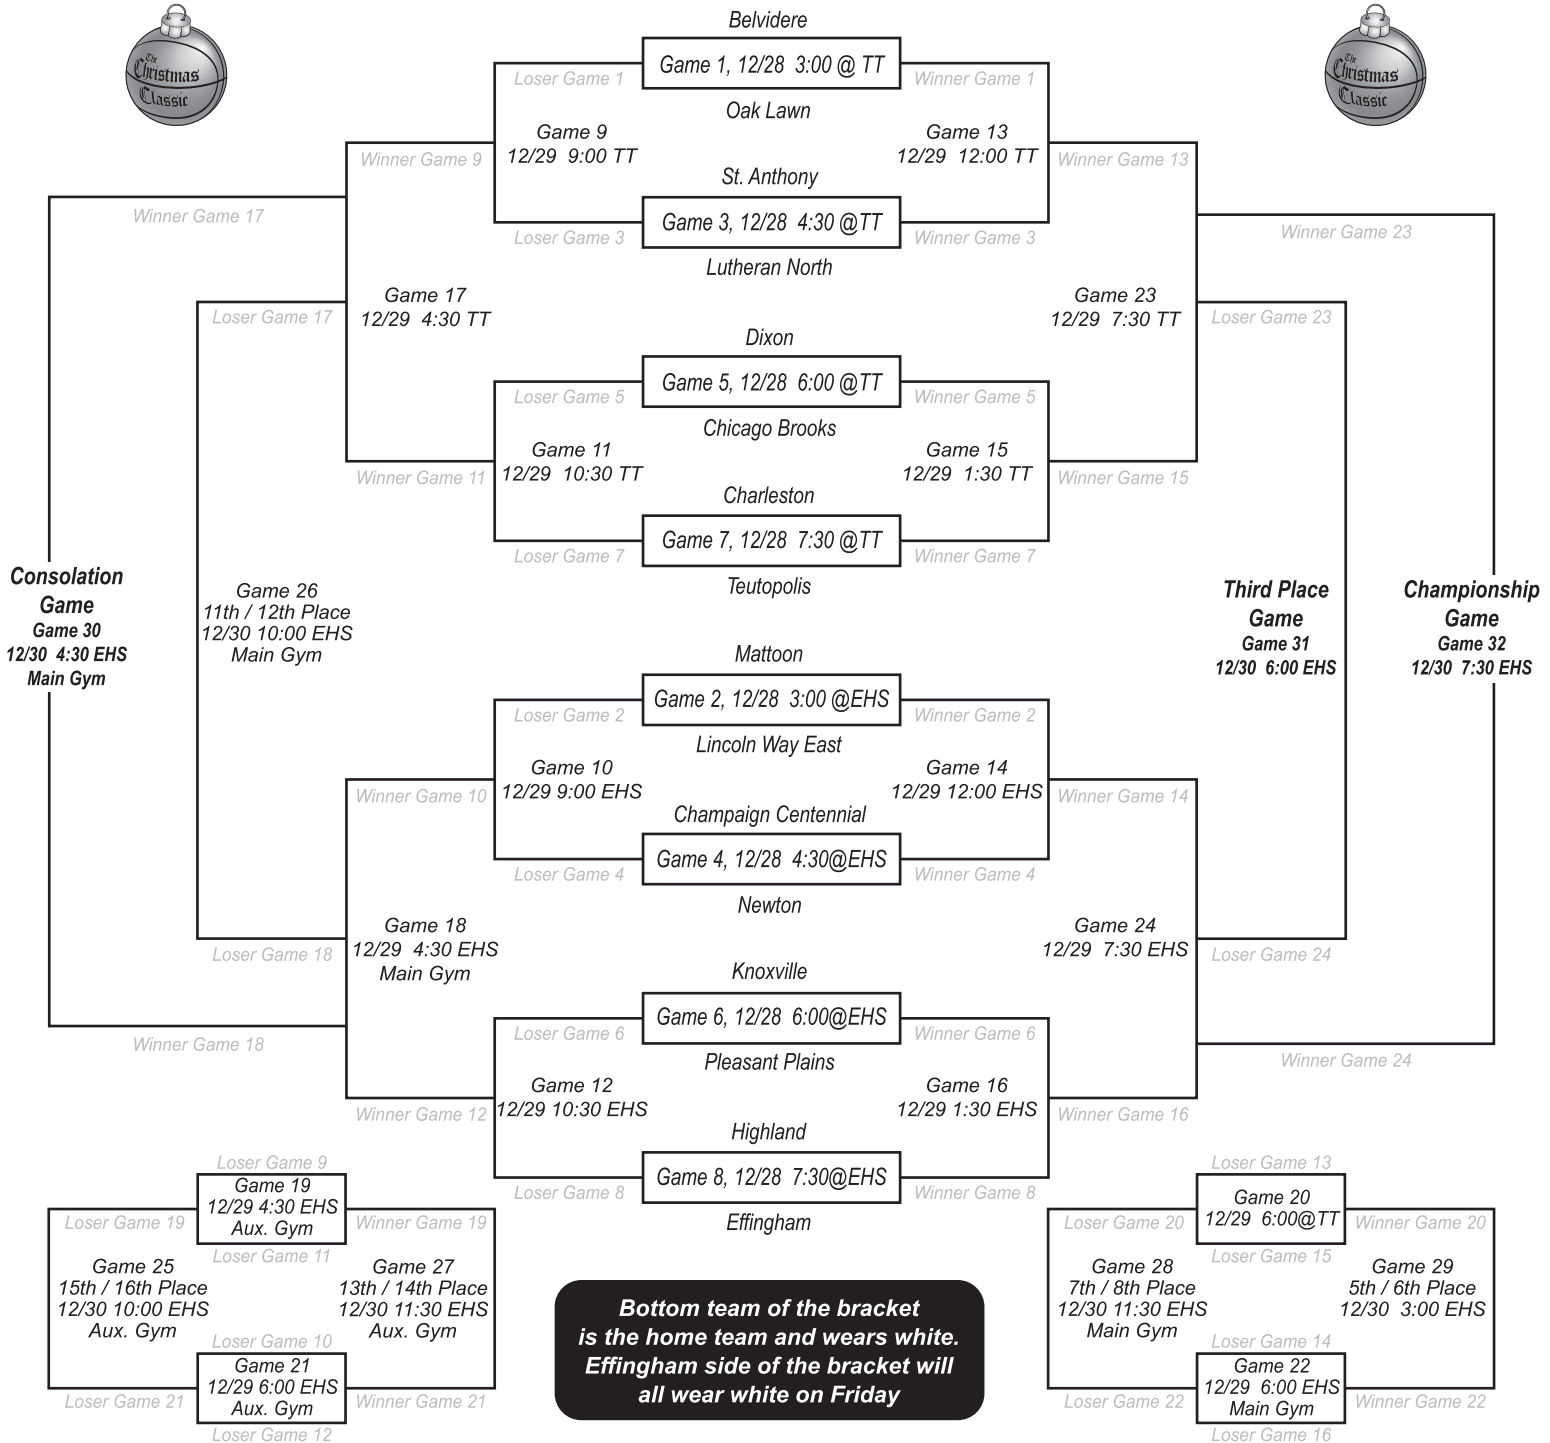 The
Christmas
Classic
The
Christmas
Classic
Belvidere
Game 1, 12/28 3:00 @ TT
Loser Game 1
Winner Game 1
Oak Lawn
Game 9
12/29 9:00 TT
Game 13
12/29 12:00 TT
Winner Game 9
Winner Game 13
St. Anthony
Game 3, 12/28 4:30 @TT
Loser Game 3
Winner Game 3
Lutheran North
Winner Game 17
Winner Game 23
Game 17
12/29 4:30 TT
Game 23
12/29 7:30 TT
Loser Game 17
Loser Game 23
Dixon
Game 5, 12/28 6:00 @TT
Loser Game 5
Winner Game 5
Chicago Brooks
Game 11
12/29 10:30 TT
Game 15
12/29 1:30 TT
Winner Game 11
Winner Game 15
Charleston
Game 7, 12/28 7:30 @TT
Loser Game 7
Winner Game 7
Teutopolis
Consolation
Game
Game 30
12/30 4:30 EHS
Main Gym
Game 26
11th / 12th Place
12/30 10:00 EHS
Main Gym
Third Place
Game
Game 31
12/30 6:00 EHS
Championship
Game
Game 32
12/30 7:30 EHS
Mattoon
Game 2, 12/28 3:00 @EHS
Loser Game 2
Winner Game 2
Lincoln Way East
Game 10
12/29 9:00 EHS
Game 14
12/29 12:00 EHS
Winner Game 10
Winner Game 14
Champaign Centennial
Game 4, 12/28 4:30@EHS
Loser Game 4
Winner Game 4
Newton
Game 18
12/29 4:30 EHS
Main Gym
Game 24
12/29 7:30 EHS
Loser Game 18
Loser Game 24
Knoxville
Game 6, 12/28 6:00@EHS
Loser Game 6
Winner Game 6
Pleasant Plains
Winner Game 18
Winner Game 24
Game 12
12/29 10:30 EHS
Game 16
12/29 1:30 EHS
Winner Game 12
Winner Game 16
Highland
Game 8, 12/28 7:30@EHS
Loser Game 8
Winner Game 8
Effingham
Loser Game 9
Game 19
12/29 4:30 EHS
Aux. Gym
Loser Game 11
Loser Game 19
Winner Game 19
Game 25
15th / 16th Place
12/30 10:00 EHS
Aux. Gym
Game 27
13th / 14th Place
12/30 11:30 EHS
Aux. Gym
Loser Game 10
Game 21
12/29 6:00 EHS
Aux. Gym
Loser Game 12
Loser Game 21
Winner Game 21
Bottom team of the bracket
is the home team and wears white.
Effingham side of the bracket will
all wear white on Friday
Loser Game 13
Game 20
12/29 6:00@TT
Loser Game 15
Loser Game 20
Winner Game 20
Game 28
7th / 8th Place
12/30 11:30 EHS
Main Gym
Game 29
5th / 6th Place
12/30 3:00 EHS
Loser Game 14
Game 22
12/29 6:00 EHS
Main Gym
Loser Game 16
Loser Game 22
Winner Game 22